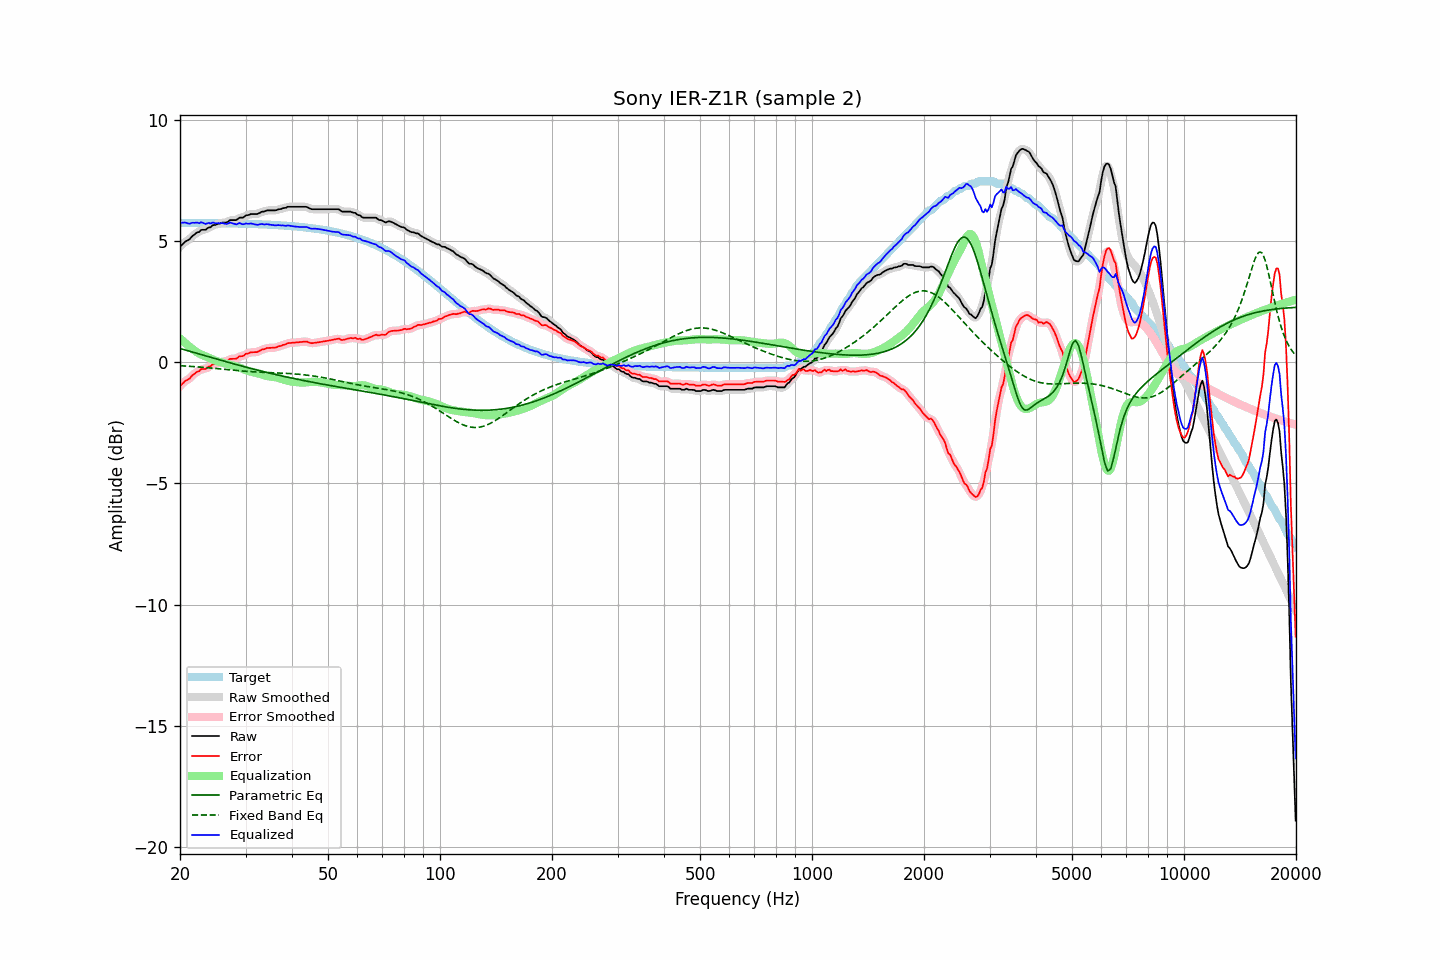 Sony IER-Z1R (sample 2)
10
5
0
−5
−10
−15
−20
Amplitude (dBr)
Target
Raw Smoothed
Error Smoothed
Raw
Error
Equalization
Parametric Eq
Fixed Band Eq
Equalized
20 50 100 200 500 1000 2000 5000 10000 20000
Frequency (Hz)